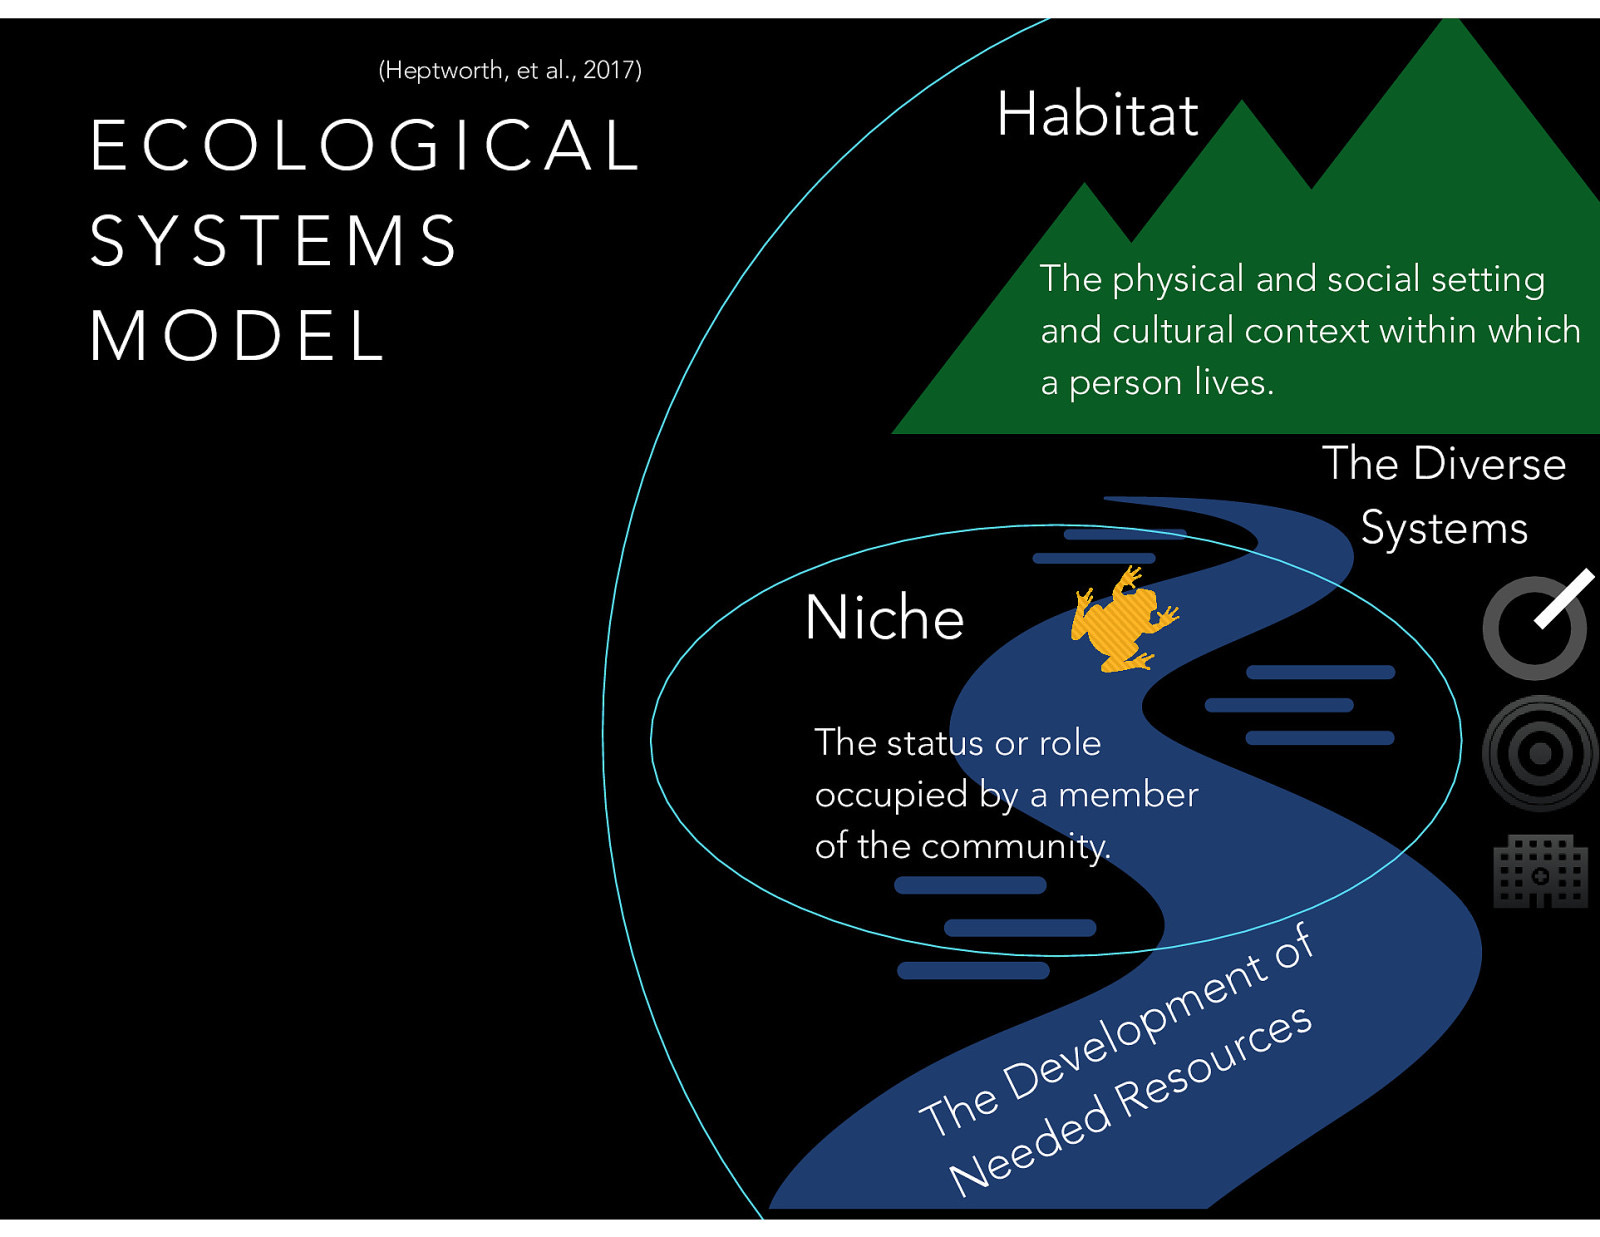 (Heptworth, et al., 2017)
ECOLOGICAL
SYSTEMS
MODEL
Habitat
The physical and social setting
and cultural context within which
a person lives.
The Diverse
Systems
Niche
The status or role
occupied by a member
of the community.
The Development of
Needed Resources